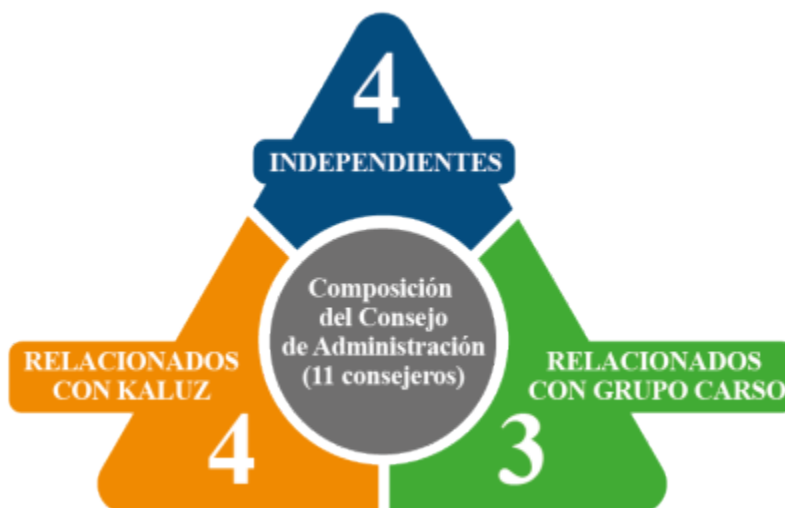 4
INDEPENDIENTES
Composición
del Consejo
de Administración
(11 consejeros)
RELACIONADOS
CON KALUZ
4
RELACIONADOS
CON GRUPO CARSO
3